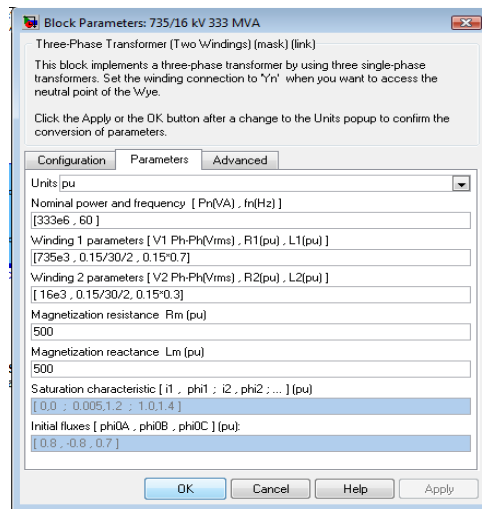 Block Parameters: 735/16 kV 333 MVA
Three-Phase Transformer (Two Windings) (mask) (link)
This block implements a three-phase transformer by using three single-phase
transformers. Set the winding connection to 'Yn' when you want to access the
neutral point of the Wye.
Click the Apply or the OK button after a change to the Units popup to confirm the
conversion of parameters.
Configuration Parameters Advanced
Units pu
Nominal power and frequency [ Pn(VA) , fn(Hz) ]
[333e6 , 60 ]
Winding 1 parameters [ V1 Ph-Ph(Vrms) , R1(pu) , L1(pu) ]
[735e3 , 0.15/30/2 , 0.15*0.7]
Winding 2 parameters [ V2 Ph-Ph(Vrms) , R2(pu) , L2(pu) ]
[ 16e3 , 0.15/30/2, 0.15*0.3]
Magnetization resistance Rm (pu)
500
Magnetization reactance Lm (pu)
500
Saturation characteristic [ i1 , phi1 ; i2 , phi2 ; ... ] (pu)
[ 0,0 ; 0.005,1.2 ; 1.0,1.4 ]
Initial fluxes [ phi0A , phi0B , phi0C ] (pu):
[ 0.8 , -0.8 , 0.7 ]
OK Cancel Help Apply